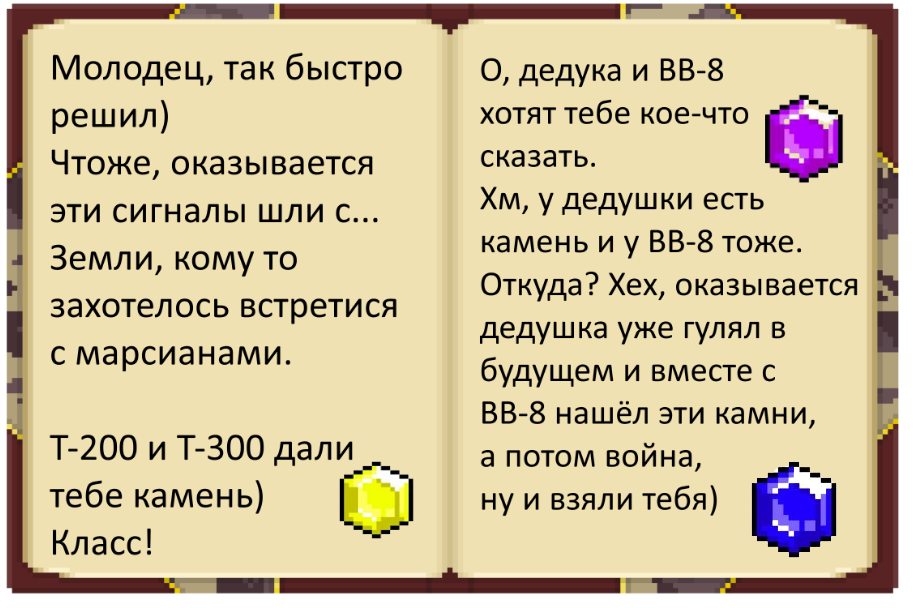 Молодец, так быстро
решил)
Чтоже, оказывается
эти сигналы шли с...
Земли, кому то
захотелось встретися
с марсианами.
Т-200 и Т-300 дали
тебе камень)
Класс!
О, дедука и ВВ-8
хотят тебе кое-что
сказать.
Хм, у дедушки есть
камень и у ВВ-8 тоже.
Откуда? Хех, оказывается
дедушка уже гулял в
будущем и вместе с
ВВ-8 нашёл эти камни,
а потом война,
ну и взяли тебя)